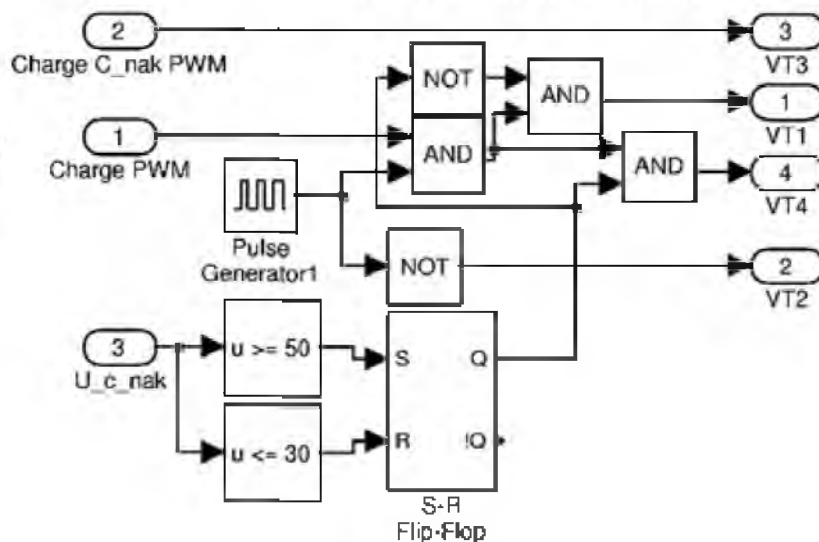 2
Charge C_nak PWM
3
VT3
NOT
AND
1
VT1
1
Charge PWM
AND
AND
4
VT4
Pulse
Generator1
NOT
2
VT2
3
U_c_nak
u >= 50
S
Q
u <= 30
R
!Q
S-R
Flip-Flop